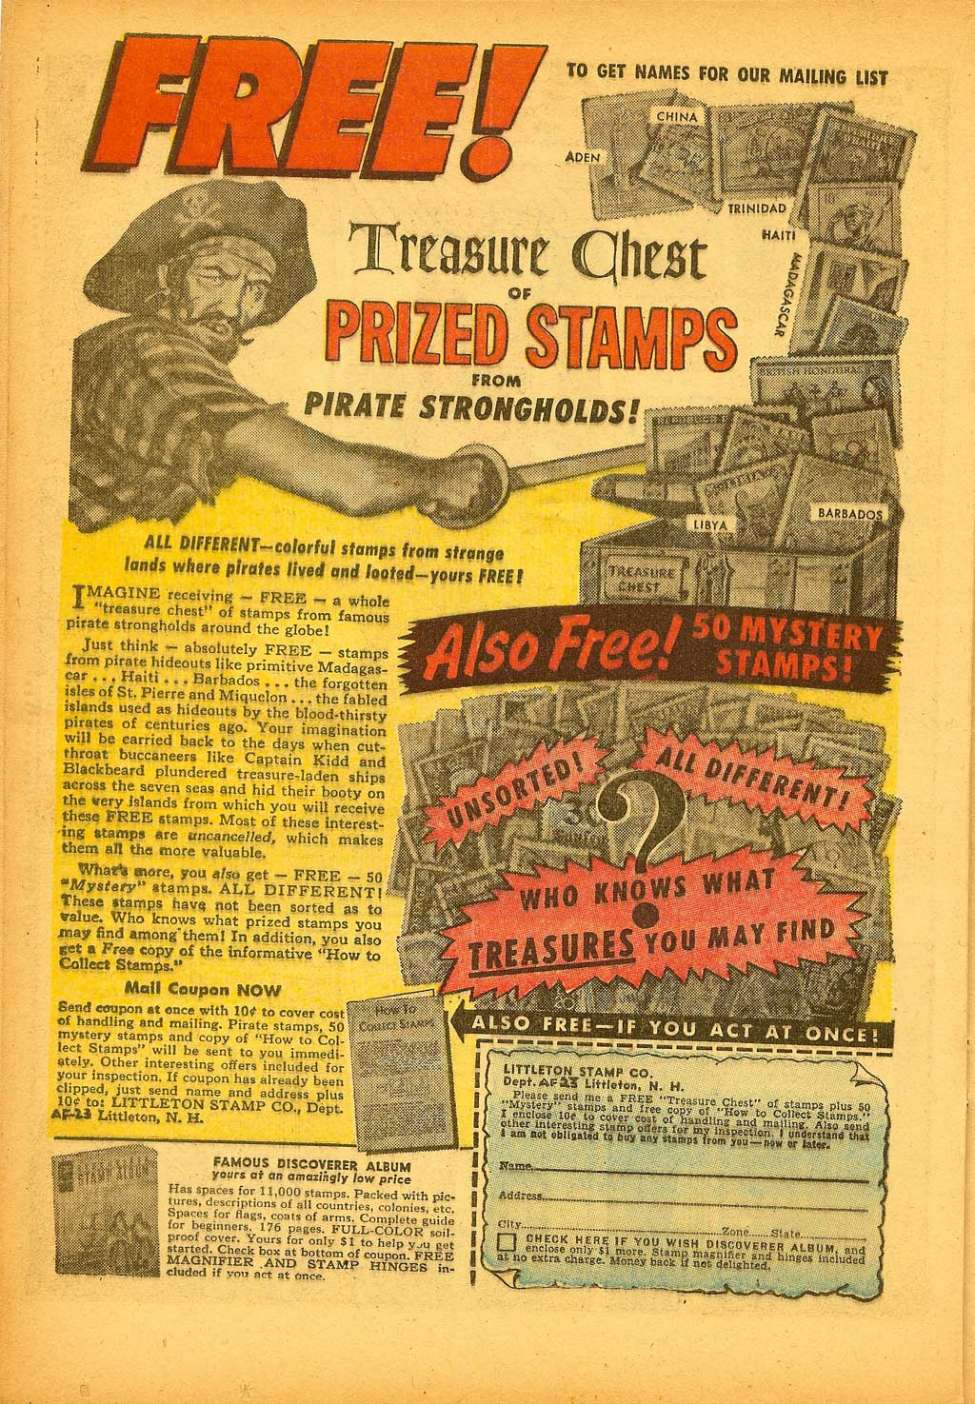 FREE!
TO GET NAMES FOR OUR MAILING LIST
CHINA
ADEN
TRINIDAD
HAITI
MADAGASCAR
Treasure Chest
OF
PRIZED STAMPS
FROM
PIRATE STRONGHOLDS!
LIBYA
BARBADOS
TREASURE
CHEST
ALL DIFFERENT—colorful stamps from strange
lands where pirates lived and looted—yours FREE!
IMAGINE receiving — FREE — a whole
"treasure chest" of stamps from famous
pirate strongholds around the globe!
Just think — absolutely FREE — stamps
from pirate hideouts like primitive Madagas-
car . . . Haiti . . . Barbados . . . the forgotten
isles of St. Pierre and Miquelon . . . the fabled
islands used as hideouts by the blood-thirsty
pirates of centuries ago. Your imagination
will be carried back to the days when cut-
throat buccaneers like Captain Kidd and
Blackbeard plundered treasure-laden ships
across the seven seas and hid their booty on
the very islands from which you will receive
these FREE stamps. Most of these interest-
ing stamps are uncancelled, which makes
them all the more valuable.
What's more, you also get — FREE — 50
"Mystery" stamps. ALL DIFFERENT!
These stamps have not been sorted as to
value. Who knows what prized stamps you
may find among them! In addition, you also
get a Free copy of the informative "How to
Collect Stamps."
Mail Coupon NOW
Send coupon at once with 10¢ to cover cost
of handling and mailing. Pirate stamps, 50
mystery stamps and copy of "How to Col-
lect Stamps" will be sent to you immedi-
ately. Other interesting offers included for
your inspection. If coupon has already been
clipped, just send name and address plus
10¢ to: LITTLETON STAMP CO., Dept.
AF-23 Littleton, N. H.
Also Free! 50 MYSTERY
STAMPS!
UNSORTED!
ALL DIFFERENT!
?
WHO KNOWS WHAT
TREASURES YOU MAY FIND
HOW TO
COLLECT STAMPS
ALSO FREE—IF YOU ACT AT ONCE!
STAMP ALBUM
FAMOUS DISCOVERER ALBUM
yours at an amazingly low price
Has spaces for 11,000 stamps. Packed with pic-
tures, descriptions of all countries, colonies, etc.
Spaces for flags, coats of arms. Complete guide
for beginners. 176 pages. FULL-COLOR soil-
proof cover. Yours for only $1 to help you get
started. Check box at bottom of coupon. FREE
MAGNIFIER AND STAMP HINGES in-
cluded if you act at once.
LITTLETON STAMP CO.
Dept. AF-23 Littleton, N. H.
Please send me a FREE "Treasure Chest" of stamps plus 50
"Mystery" stamps and free copy of "How to Collect Stamps."
I enclose 10¢ to cover cost of handling and mailing. Also send
other interesting stamp offers for my inspection. I understand that
I am not obligated to buy any stamps from you—now or later.
Name
Address
City Zone State
CHECK HERE IF YOU WISH DISCOVERER ALBUM, and
enclose only $1 more. Stamp magnifier and hinges included
at no extra charge. Money back if not delighted.